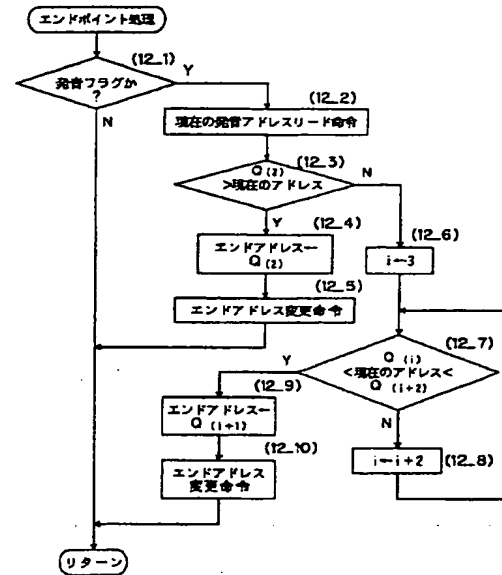 エンドポイント処理
(12_1)
発音フラグか
?
Y
N
(12_2)
現在の発音アドレスリード命令
(12_3)
Q(2)
>現在のアドレス
N
Y
(12_4)
エンドアドレス←
Q(2)
(12_5)
エンドアドレス変更命令
(12_6)
i←3
(12_7)
Q(i)
<現在のアドレス<
Q(i+2)
Y
N
(12_9)
エンドアドレス←
Q(i+1)
(12_10)
エンドアドレス
変更命令
(12_8)
i←i+2
リターン